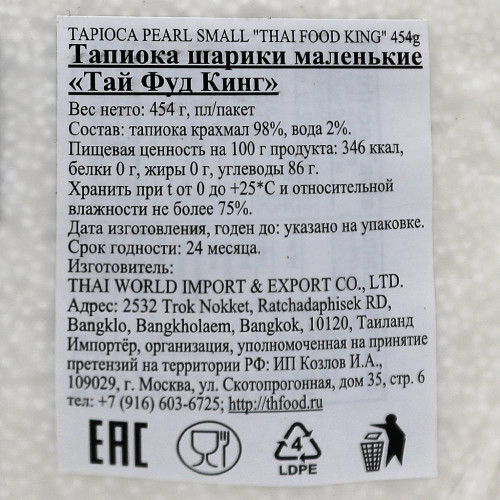 TAPIOCA PEARL SMALL "THAI FOOD KING" 454g
Тапиока шарики маленькие
«Тай Фуд Кинг»
Вес нетто: 454 г, пл/пакет
Состав: тапиока крахмал 98%, вода 2%.
Пищевая ценность на 100 г продукта: 346 ккал,
белки 0 г, жиры 0 г, углеводы 86 г.
Хранить при t от 0 до +25*С и относительной
влажности не более 75%.
Дата изготовления, годен до: указано на упаковке.
Срок годности: 24 месяца.
Изготовитель:
THAI WORLD IMPORT & EXPORT CO., LTD.
Адрес: 2532 Trok Nokket, Ratchadaphisek RD,
Bangklo, Bangkholaem, Bangkok, 10120, Таиланд
Импортёр, организация, уполномоченная на принятие
претензий на территории РФ: ИП Козлов И.А.,
109029, г. Москва, ул. Скотопрогонная, дом 35, стр. 6
тел: +7 (916) 603-6725; http://thfood.ru
EAC
4
LDPE